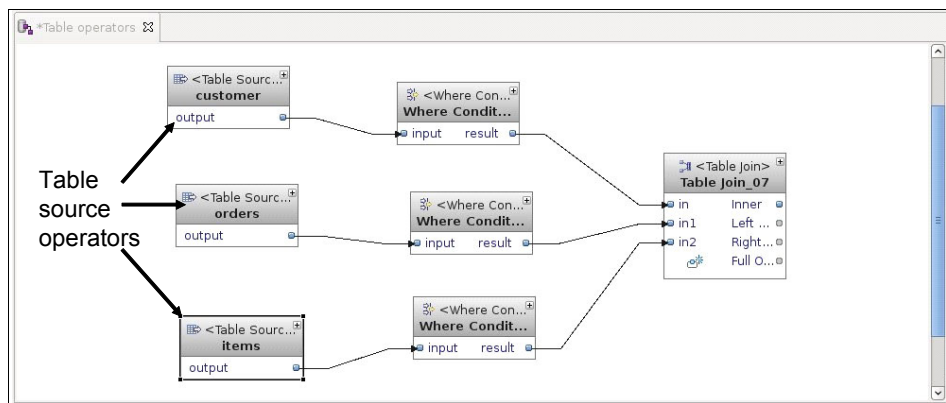 *Table operators
<Table Sourc...
customer
output
<Where Con...
Where Condit...
input result
Table
source
operators
<Table Sourc...
orders
output
<Where Con...
Where Condit...
input result
<Table Join>
Table Join_07
in Inner
in1 Left ...
in2 Right...
Full O...
<Table Sourc...
items
output
<Where Con...
Where Condit...
input result